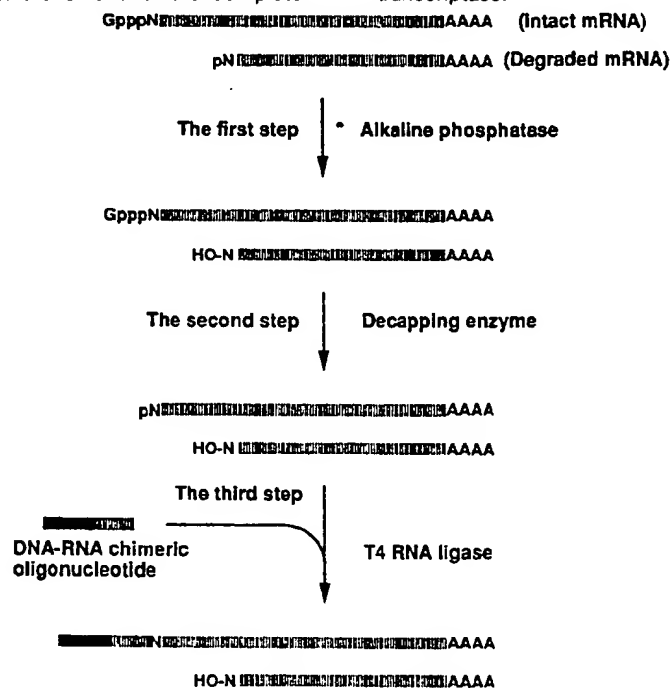 transcriptase.
GpppN AAAA (Intact mRNA)
pN AAAA (Degraded mRNA)
The first step Alkaline phosphatase
GpppN AAAA
HO-N AAAA
The second step Decapping enzyme
pN AAAA
HO-N AAAA
The third step
DNA-RNA chimeric
oligonucleotide
T4 RNA ligase
N AAAA
HO-N AAAA